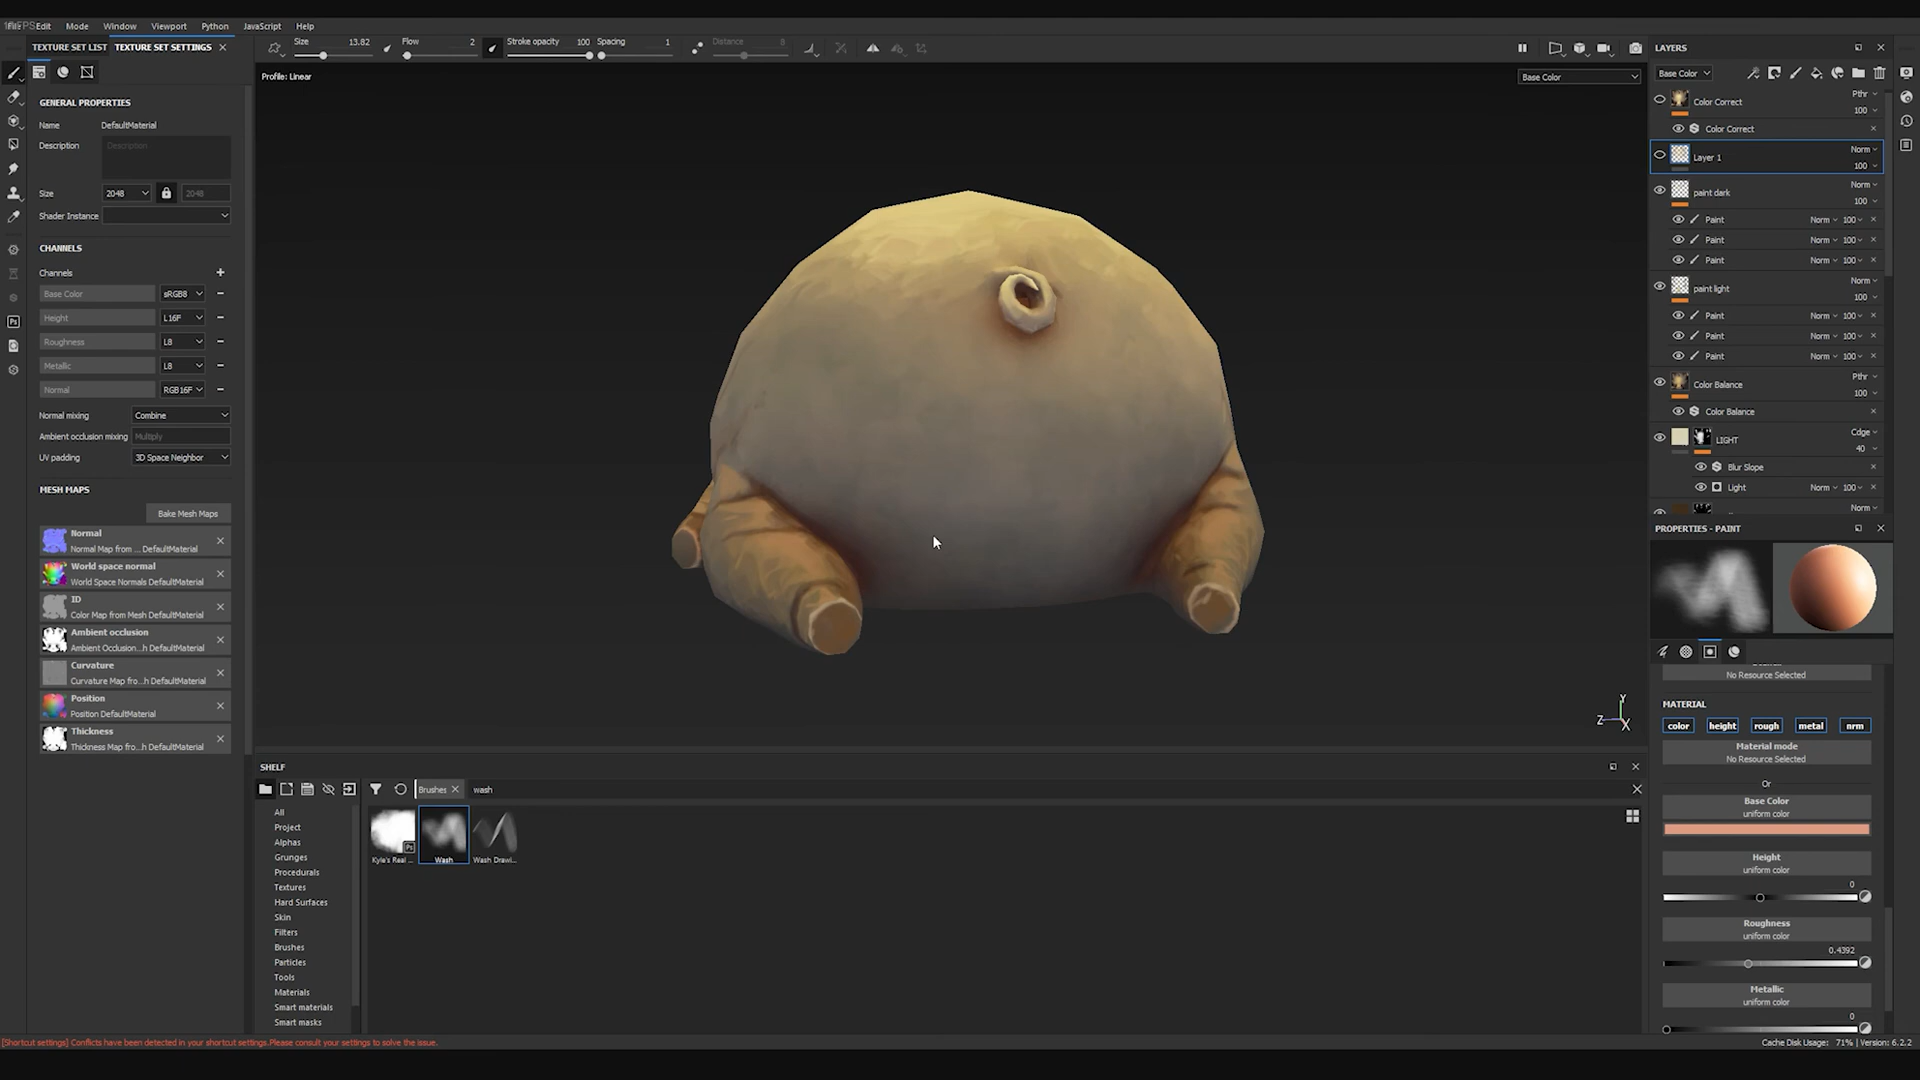 File Edit Mode Window Viewport Python JavaScript Help
TEXTURE SET LIST TEXTURE SET SETTINGS
Size 13.82 Flow 2 Stroke opacity 100 Spacing 1 Distance 8
Profile: Linear
Base Color
GENERAL PROPERTIES
Name DefaultMaterial
Description Description
Size 2048 2048
Shader Instance
CHANNELS
Channels
Base Color sRGB8
Height L16F
Roughness L8
Metallic L8
Normal RGB16F
Normal mixing Combine
Ambient occlusion mixing Multiply
UV padding 3D Space Neighbor
MESH MAPS
Bake Mesh Maps
Normal
Normal Map from ... DefaultMaterial
World space normal
World Space Normals DefaultMaterial
ID
Color Map from Mesh DefaultMaterial
Ambient occlusion
Ambient Occlusion...h DefaultMaterial
Curvature
Curvature Map fro...h DefaultMaterial
Position
Position DefaultMaterial
Thickness
Thickness Map fro...h DefaultMaterial
Y
Z
X
SHELF
Brushes wash
All
Project
Alphas
Grunges
Procedurals
Textures
Hard Surfaces
Skin
Filters
Brushes
Particles
Tools
Materials
Smart materials
Smart masks
Ps
Kyle's Real ... Wash Wash Drawi...
LAYERS
Base Color
Color Correct Pthr
100
Color Correct
Layer 1 Norm
100
paint dark Norm
100
Paint Norm 100
Paint Norm 100
Paint Norm 100
paint light Norm
100
Paint Norm 100
Paint Norm 100
Paint Norm 100
Color Balance Pthr
100
Color Balance
LIGHT Cdge
40
Blur Slope
Light Norm 100
Norm
PROPERTIES - PAINT
No Resource Selected
MATERIAL
color height rough metal nrm
Material mode
No Resource Selected
Or
Base Color
uniform color
Height
uniform color
0
Roughness
uniform color
0.4392
Metallic
uniform color
0
[Shortcut settings] Conflicts have been detected in your shortcut settings.Please consult your settings to solve the issue.
Cache Disk Usage: 71% | Version: 6.2.2